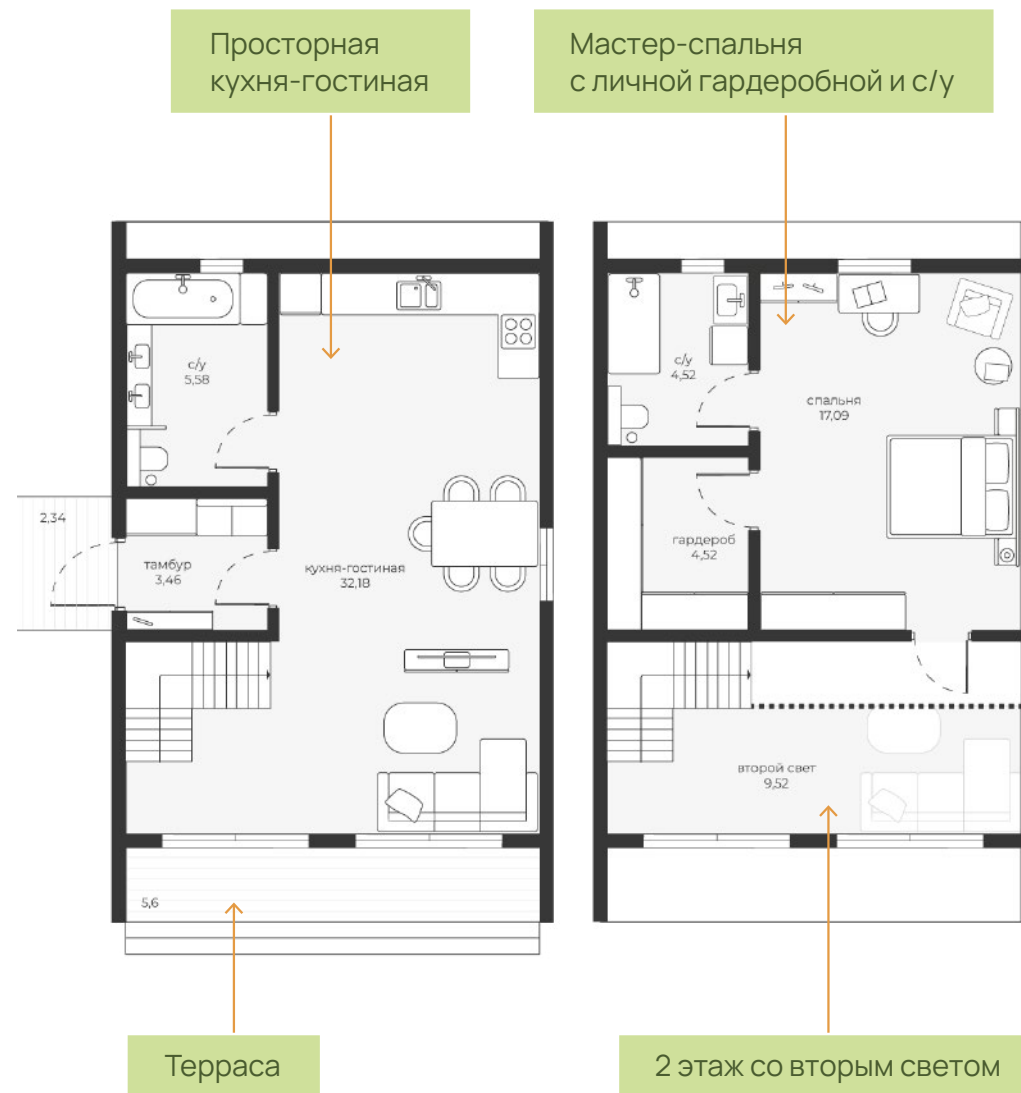 Просторная
кухня-гостиная
Мастер-спальня
с личной гардеробной и с/у
с/у
5,58
2,34
тамбур
3,46
кухня-гостиная
32,18
5,6
с/у
4,52
спальня
17,09
гардероб
4,52
второй свет
9,52
Терраса
2 этаж со вторым светом